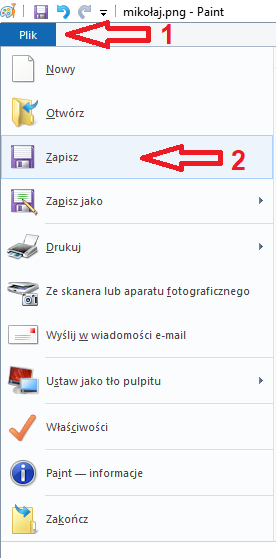 mikołaj.png - Paint
Plik
1
Nowy
Otwórz
Zapisz
2
Zapisz jako
Drukuj
Ze skanera lub aparatu fotograficznego
Wyślij w wiadomości e-mail
Ustaw jako tło pulpitu
Właściwości
Paint — informacje
Zakończ